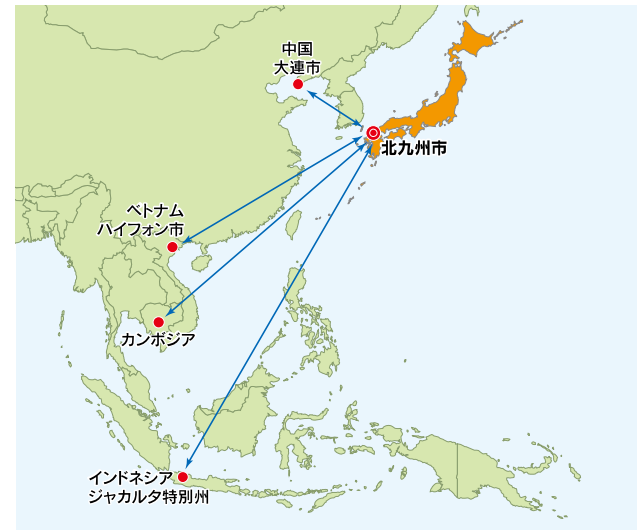 中国
大連市
北九州市
ベトナム
ハイフォン市
カンボジア
インドネシア
ジャカルタ特別州